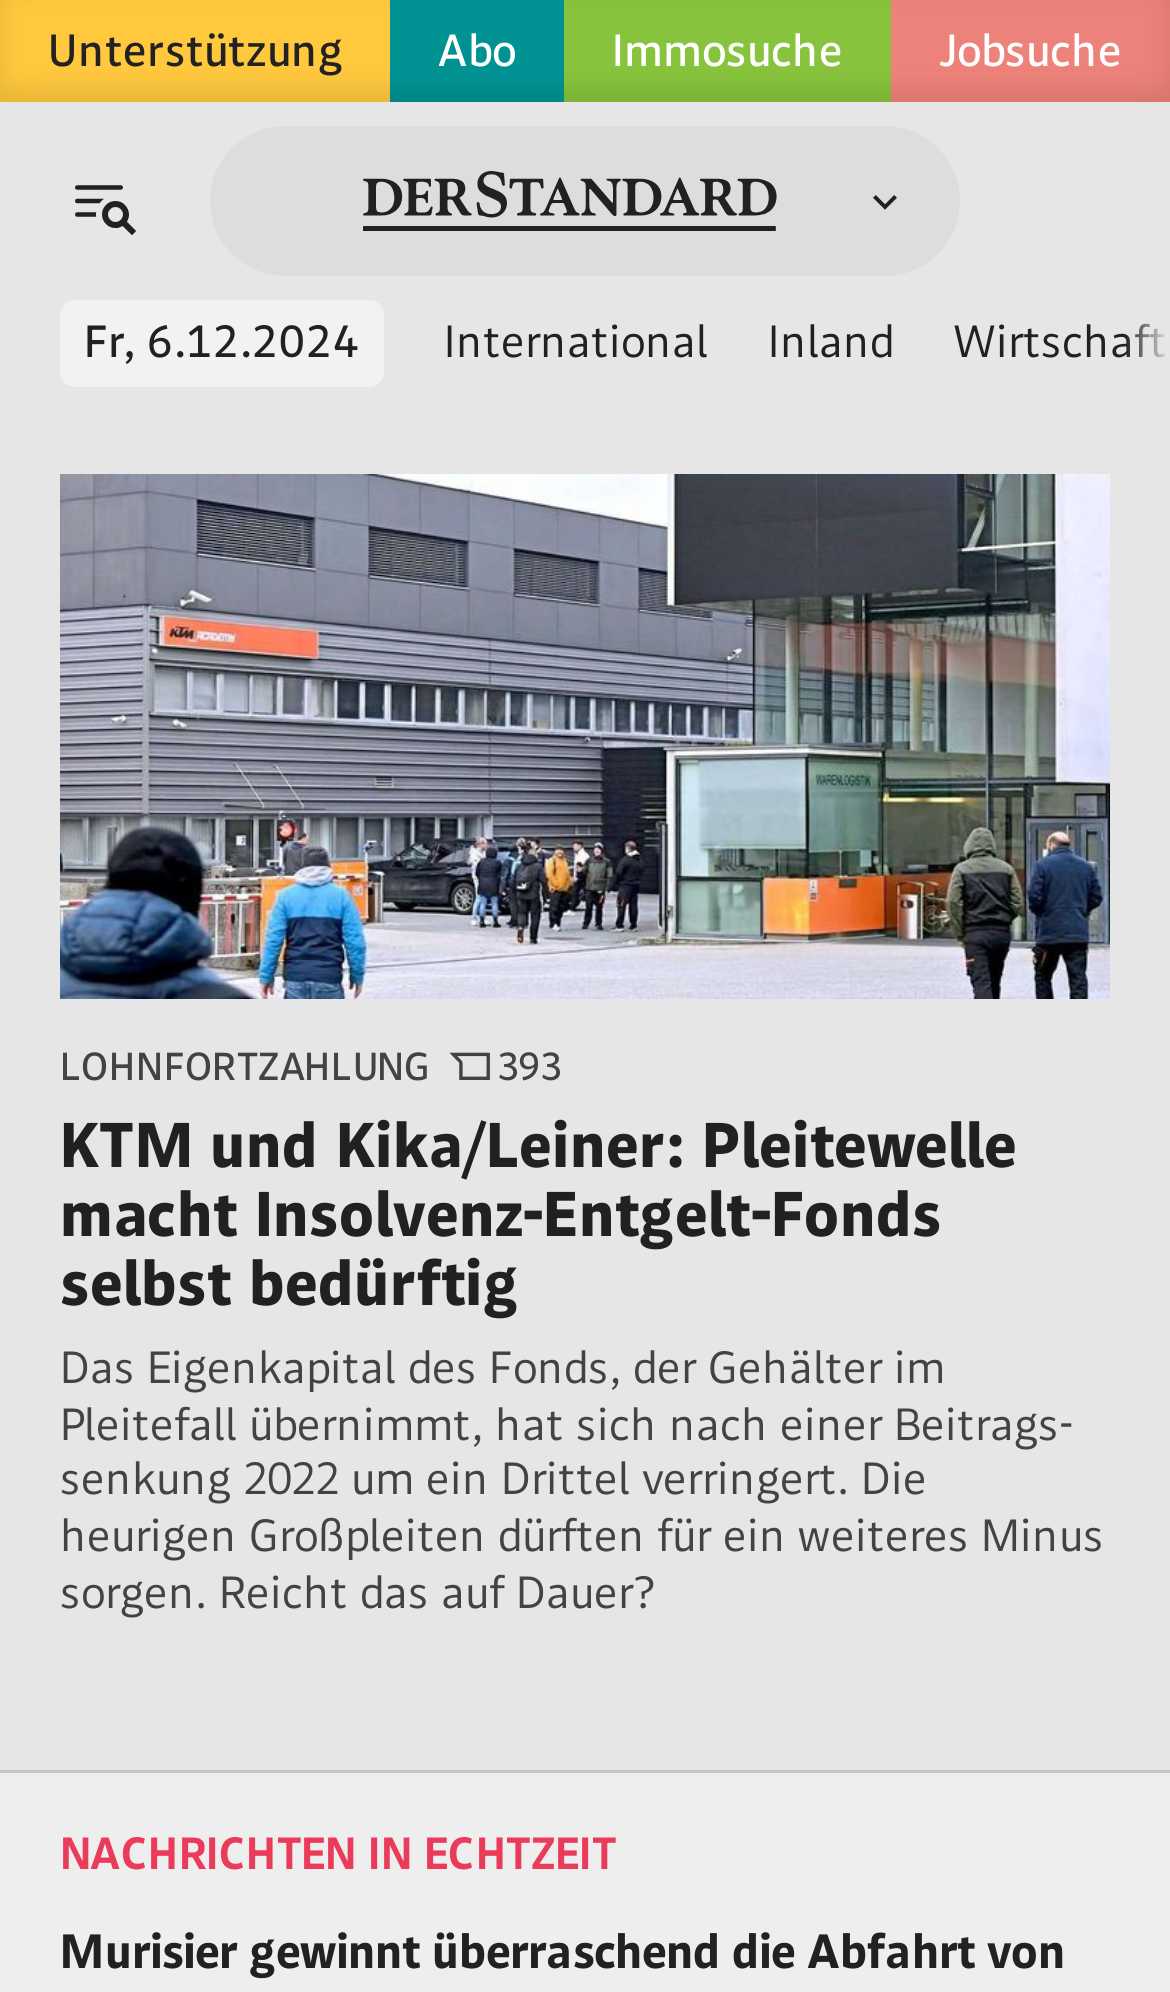 Unterstützung Abo Immosuche Jobsuche
DERSTANDARD
Fr, 6.12.2024 International Inland Wirtschaft
KTM ACADEMY
WARENLOGISTIK
LOHNFORTZAHLUNG 393
KTM und Kika/Leiner: Pleitewelle
macht Insolvenz-Entgelt-Fonds
selbst bedürftig
Das Eigenkapital des Fonds, der Gehälter im
Pleitefall übernimmt, hat sich nach einer Beitrags-
senkung 2022 um ein Drittel verringert. Die
heurigen Großpleiten dürften für ein weiteres Minus
sorgen. Reicht das auf Dauer?
NACHRICHTEN IN ECHTZEIT
Murisier gewinnt überraschend die Abfahrt von